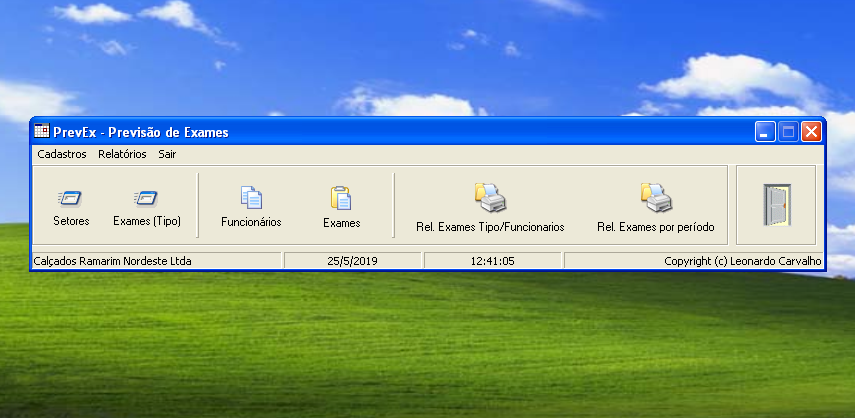 PrevEx - Previsão de Exames
Cadastros Relatórios Sair
Setores Exames (Tipo) Funcionários Exames Rel. Exames Tipo/Funcionarios Rel. Exames por período
Calçados Ramarim Nordeste Ltda 25/5/2019 12:41:05 Copyright (c) Leonardo Carvalho